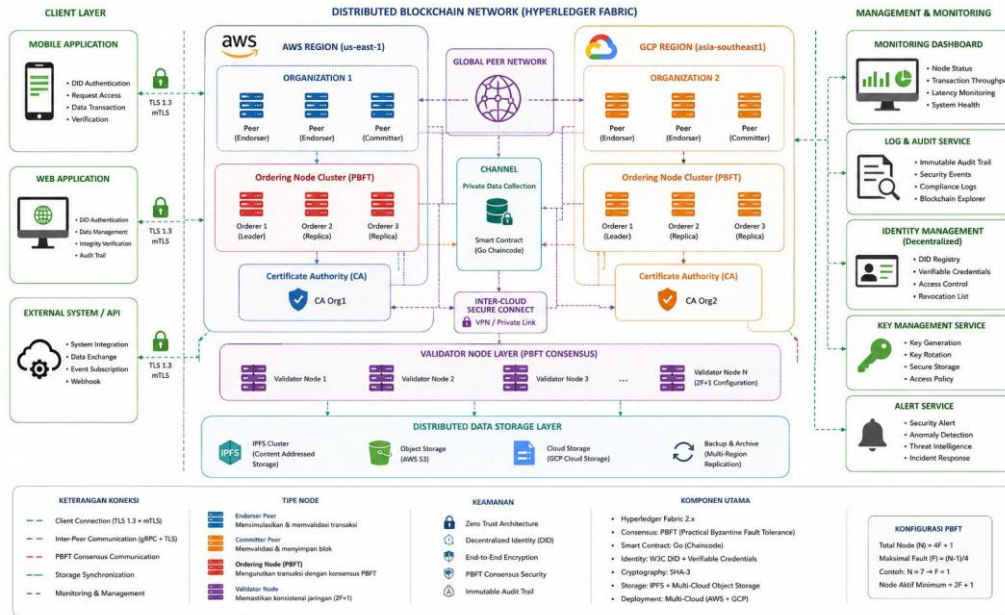 CLIENT LAYER
DISTRIBUTED BLOCKCHAIN NETWORK (HYPERLEDGER FABRIC)
MANAGEMENT & MONITORING
MOBILE APPLICATION
• DID Authentication
• Request Access
• Data Transaction
• Verification
TLS 1.3
mTLS
WEB APPLICATION
• DID Authentication
• Data Management
• Integrity Verification
• Audit Trail
TLS 1.3
mTLS
EXTERNAL SYSTEM / API
• System Integration
• Data Exchange
• Event Subscription
• Webhook
TLS 1.3
mTLS
aws
AWS REGION (us-east-1)
ORGANIZATION 1
Peer
(Endorser)
Peer
(Endorser)
Peer
(Committer)
Ordering Node Cluster (PBFT)
Orderer 1
(Leader)
Orderer 2
(Replica)
Orderer 3
(Replica)
Certificate Authority (CA)
CA Org1
GLOBAL PEER NETWORK
CHANNEL
Private Data Collection
Smart Contract
(Go Chaincode)
INTER-CLOUD
SECURE CONNECT
VPN / Private Link
GCP REGION (asia-southeast1)
ORGANIZATION 2
Peer
(Endorser)
Peer
(Endorser)
Peer
(Committer)
Ordering Node Cluster (PBFT)
Orderer 1
(Leader)
Orderer 2
(Replica)
Orderer 3
(Replica)
Certificate Authority (CA)
CA Org2
VALIDATOR NODE LAYER (PBFT CONSENSUS)
Validator Node 1
Validator Node 2
Validator Node 3
...
Validator Node N
(2F+1 Configuration)
DISTRIBUTED DATA STORAGE LAYER
IPFS
IPFS Cluster
(Content Addressed
Storage)
Object Storage
(AWS S3)
Cloud Storage
(GCP Cloud Storage)
Backup & Archive
(Multi-Region
Replication)
MONITORING DASHBOARD
• Node Status
• Transaction Throughp
• Latency Monitoring
• System Health
LOG & AUDIT SERVICE
• Immutable Audit Trail
• Security Events
• Compliance Logs
• Blockchain Explorer
IDENTITY MANAGEMENT
(Decentralized)
• DID Registry
• Verifiable Credentials
• Access Control
• Revocation List
KEY MANAGEMENT SERVICE
• Key Generation
• Key Rotation
• Secure Storage
• Access Policy
ALERT SERVICE
• Security Alert
• Anomaly Detection
• Threat Intelligence
• Incident Response
KETERANGAN KONEKSI
Client Connection (TLS 1.3 + mTLS)
Inter-Peer Communication (gRPC + TLS)
PBFT Consensus Communication
Storage Synchronization
Monitoring & Management
TIPE NODE
Endorser Peer
Mensimulasikan & memvalidasi transaksi
Committer Peer
Memvalidasi & menyimpan blok
Ordering Node (PBFT)
Mengurutkan transaksi dengan konsensus PBFT
Validator Node
Memastikan konsistensi jaringan (2F+1)
KEAMANAN
Zero Trust Architecture
Decentralized Identity (DID)
End-to-End Encryption
PBFT Consensus Security
Immutable Audit Trail
KOMPONEN UTAMA
• Hyperledger Fabric 2.x
• Consensus: PBFT (Practical Byzantine Fault Tolerance)
• Smart Contract: Go (Chaincode)
• Identity: W3C DID + Verifiable Credentials
• Cryptography: SHA-3
• Storage: IPFS + Multi-Cloud Object Storage
• Deployment: Multi-Cloud (AWS + GCP)
KONFIGURASI PBFT
Total Node (N) = 4F + 1
Maksimal Fault (F) = (N-1)/4
Contoh: N = 7 → F = 1
Node Aktif Minimum = 2F + 1